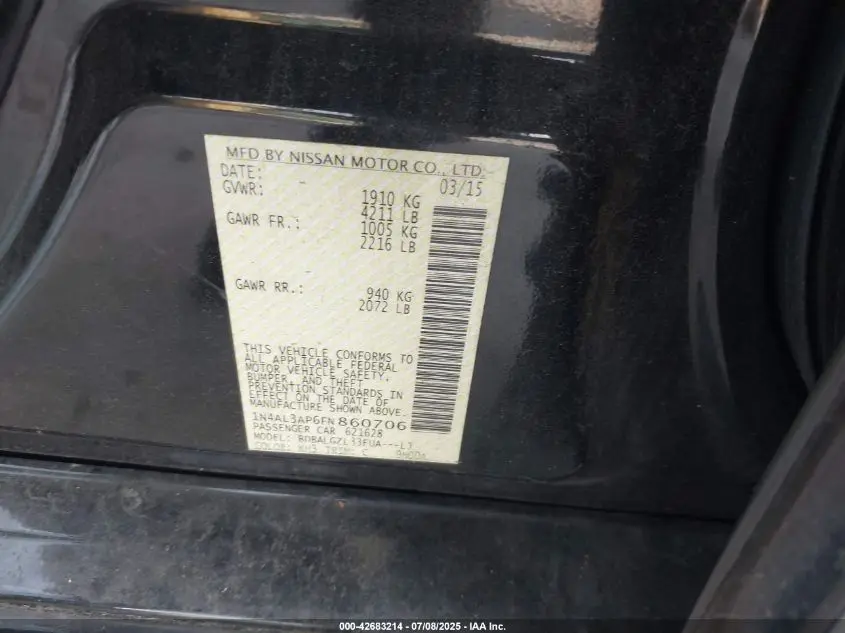 MFD BY NISSAN MOTOR CO., LTD.
DATE: 03/15
GVWR: 1910 KG
4211 LB
GAWR FR.: 1005 KG
2216 LB
GAWR RR.: 940 KG
2072 LB
THIS VEHICLE CONFORMS TO
ALL APPLICABLE FEDERAL
MOTOR VEHICLE SAFETY,
BUMPER, AND THEFT
PREVENTION STANDARDS IN
EFFECT ON THE DATE OF
MANUFACTURE SHOWN ABOVE.
1N4AL3AP6FN860706
PASSENGER CAR 621628
MODEL:
COLOR: KH3 TRIM: C
000-42683214 - 07/08/2025 - IAA Inc.